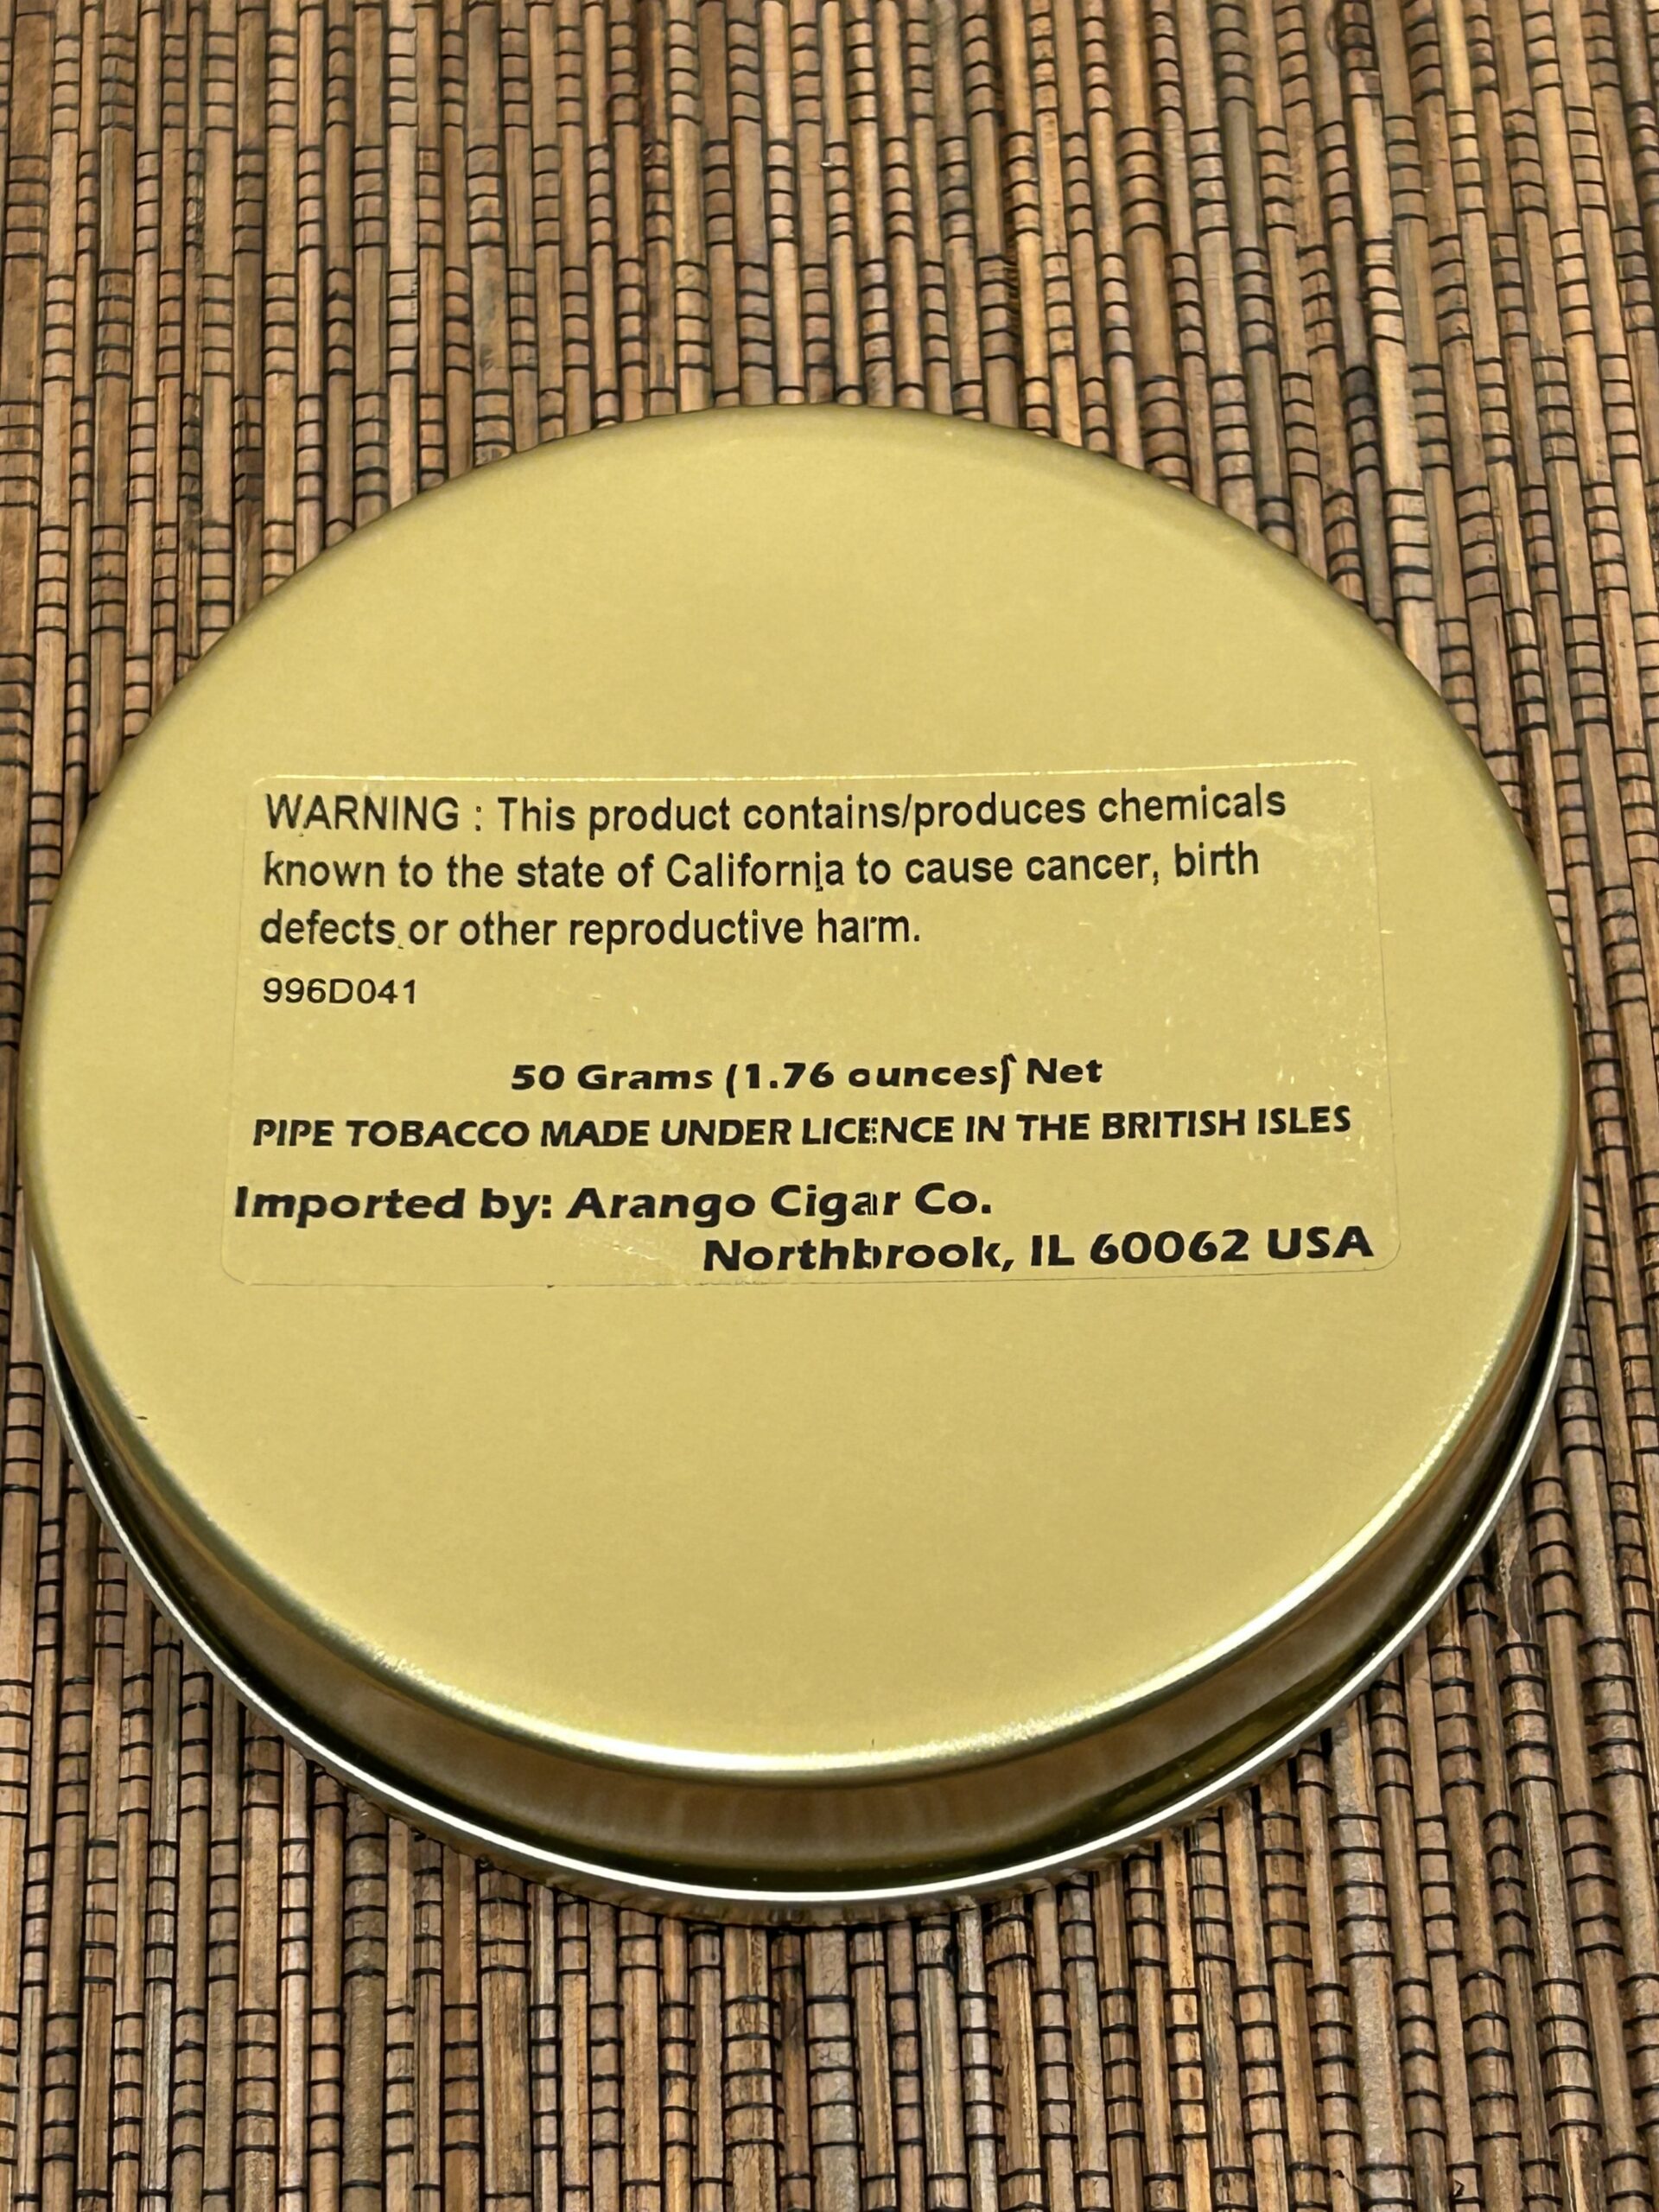 WARNING : This product contains/produces chemicals
known to the state of California to cause cancer, birth
defects or other reproductive harm.
996D041
50 Grams (1.76 ounces) Net
PIPE TOBACCO MADE UNDER LICENCE IN THE BRITISH ISLES
Imported by: Arango Cigar Co.
Northbrook, IL 60062 USA